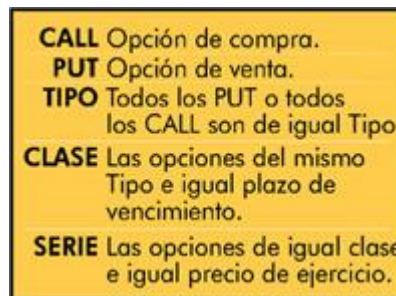 CALL Opción de compra.
PUT Opción de venta.
TIPO Todos los PUT o todos
los CALL son de igual Tipo
CLASE Las opciones del mismo
Tipo e igual plazo de
vencimiento.
SERIE Las opciones de igual clase
e igual precio de ejercicio.